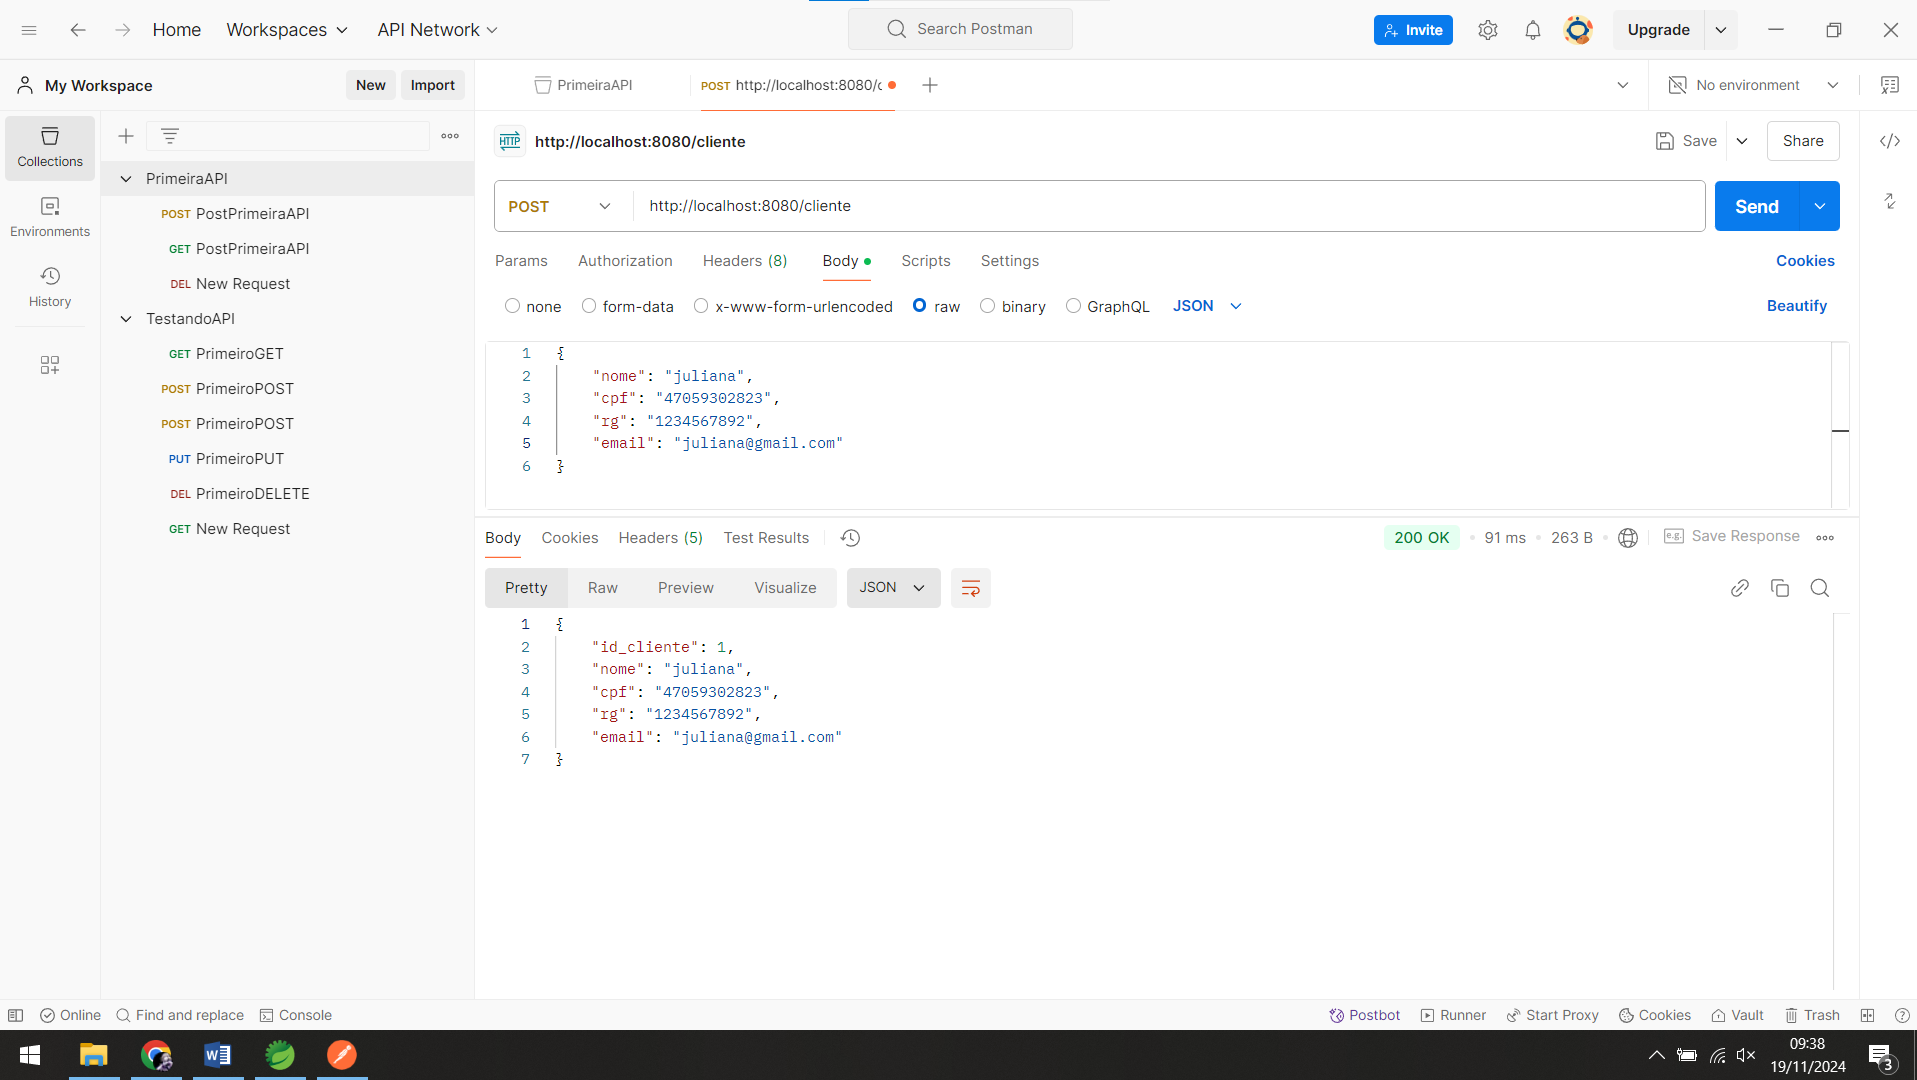 Home Workspaces API Network Search Postman Invite Upgrade
My Workspace New Import PrimeiraAPI POST http://localhost:8080/c No environment
Collections
Environments
History
PrimeiraAPI
POST PostPrimeiraAPI
GET PostPrimeiraAPI
DEL New Request
TestandoAPI
GET PrimeiroGET
POST PrimeiroPOST
POST PrimeiroPOST
PUT PrimeiroPUT
DEL PrimeiroDELETE
GET New Request
HTTP http://localhost:8080/cliente Save Share
POST http://localhost:8080/cliente Send
Params Authorization Headers (8) Body Scripts Settings Cookies
none form-data x-www-form-urlencoded raw binary GraphQL JSON Beautify
1 {
2 "nome": "juliana",
3 "cpf": "47059302823",
4 "rg": "1234567892",
5 "email": "juliana@gmail.com"
6 }
Body Cookies Headers (5) Test Results 200 OK 91 ms 263 B e.g. Save Response
Pretty Raw Preview Visualize JSON
1 {
2 "id_cliente": 1,
3 "nome": "juliana",
4 "cpf": "47059302823",
5 "rg": "1234567892",
6 "email": "juliana@gmail.com"
7 }
Online Find and replace Console Postbot Runner Start Proxy Cookies Vault Trash
09:38
19/11/2024
3